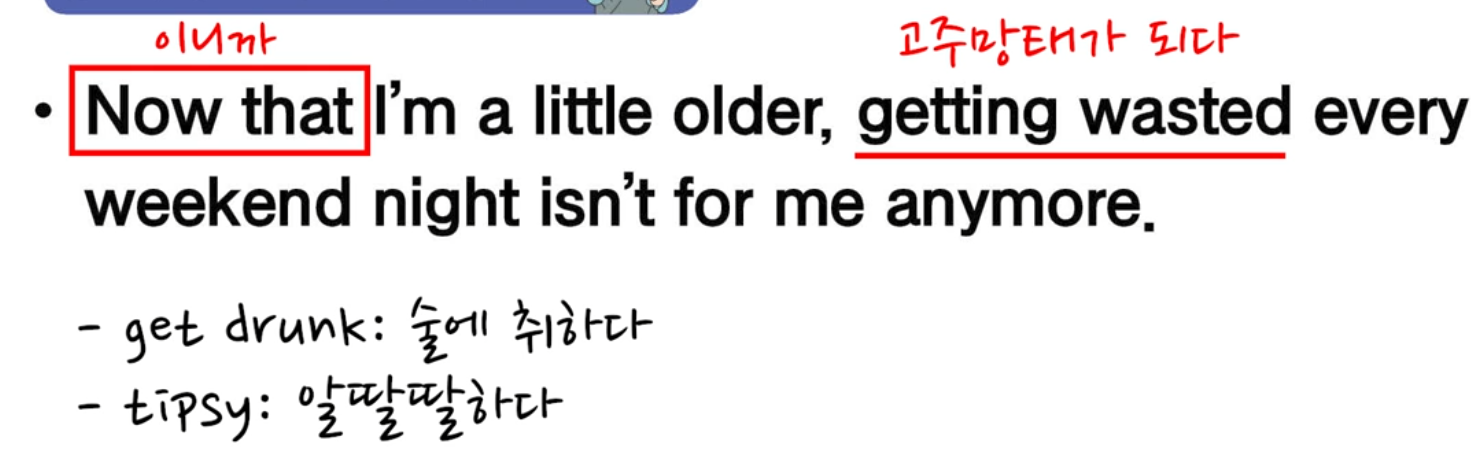 이니까 고주망태가 되다
• Now that I'm a little older, getting wasted every
weekend night isn't for me anymore.
- get drunk: 술에 취하다
- tipsy: 알딸딸하다